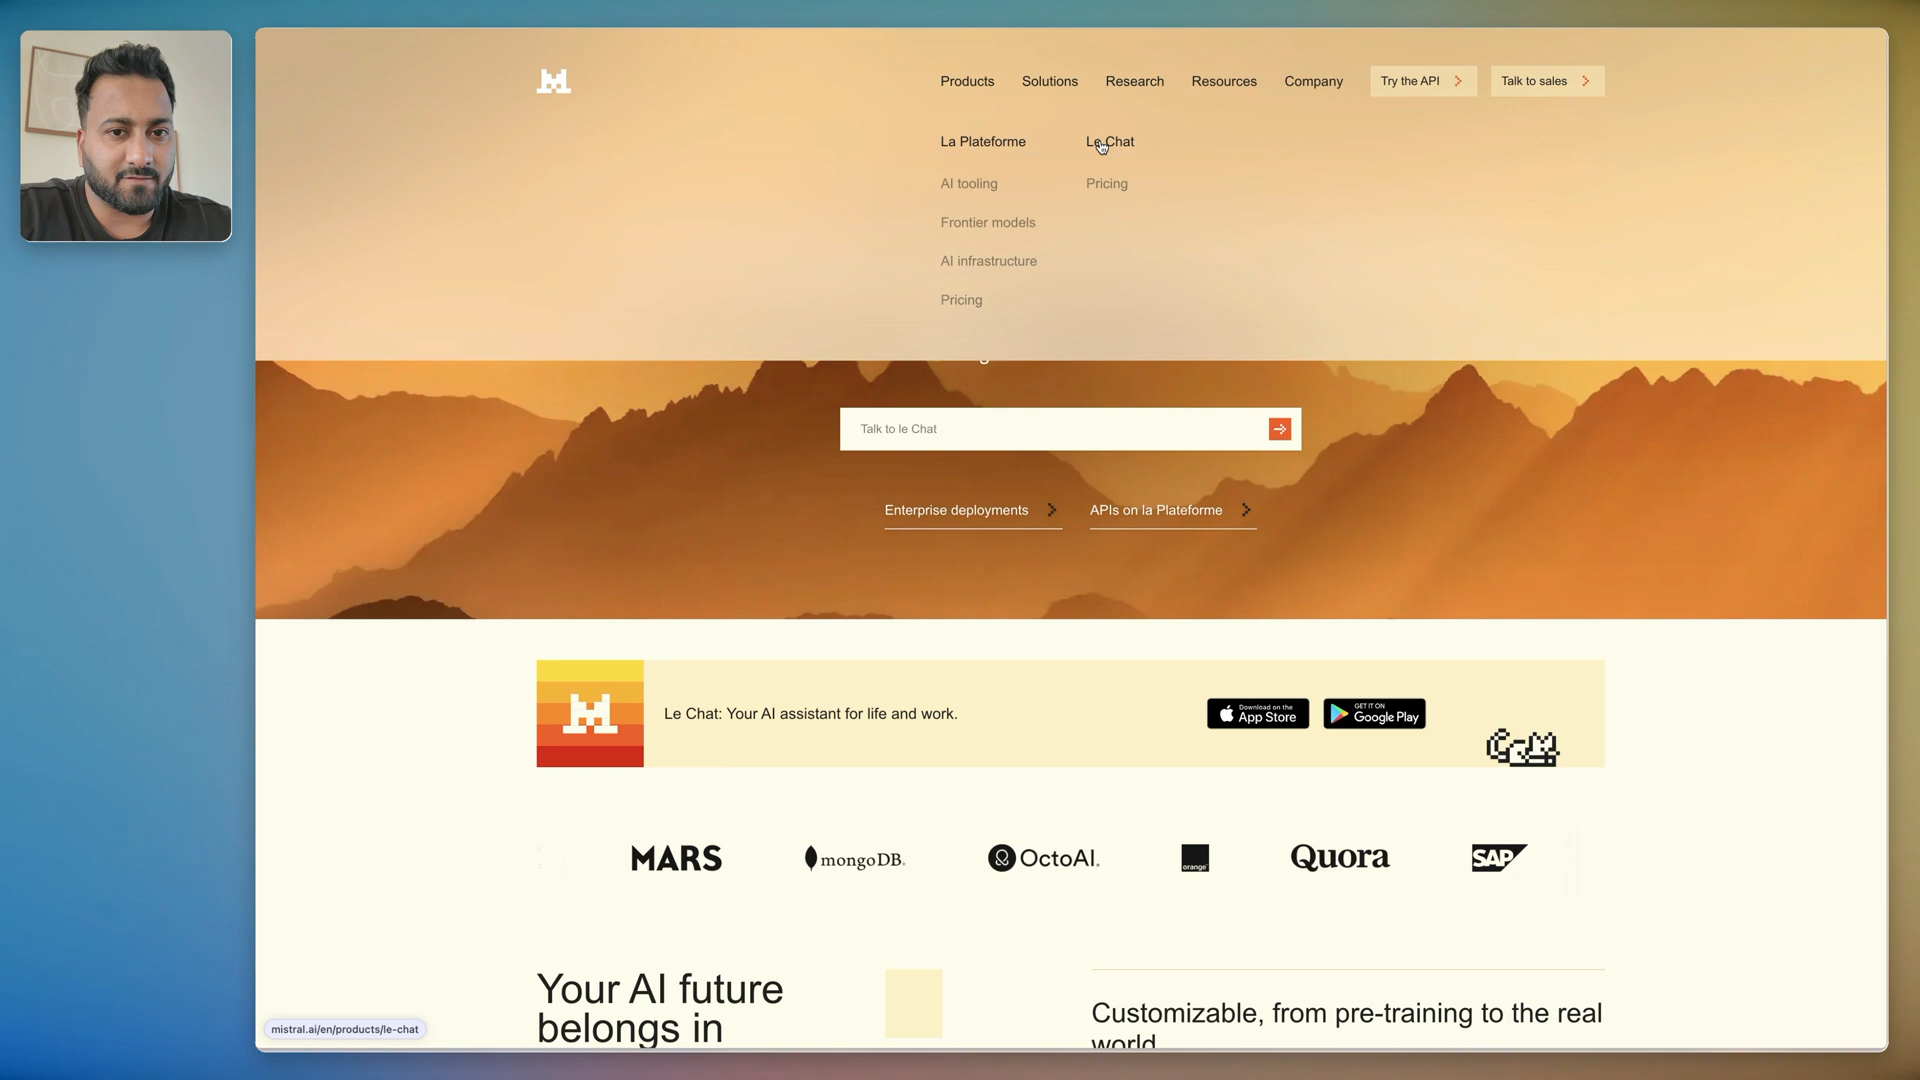 Products Solutions Research Resources Company Try the API Talk to sales
La Plateforme Le Chat
AI tooling Pricing
Frontier models
AI infrastructure
Pricing
Talk to le Chat
Enterprise deployments APIs on la Plateforme
Le Chat: Your AI assistant for life and work.
Download on the App Store
GET IT ON Google Play
MARS mongoDB. OctoAI. orange Quora SAP
Your AI future
belongs in
Customizable, from pre-training to the real
world
mistral.ai/en/products/le-chat